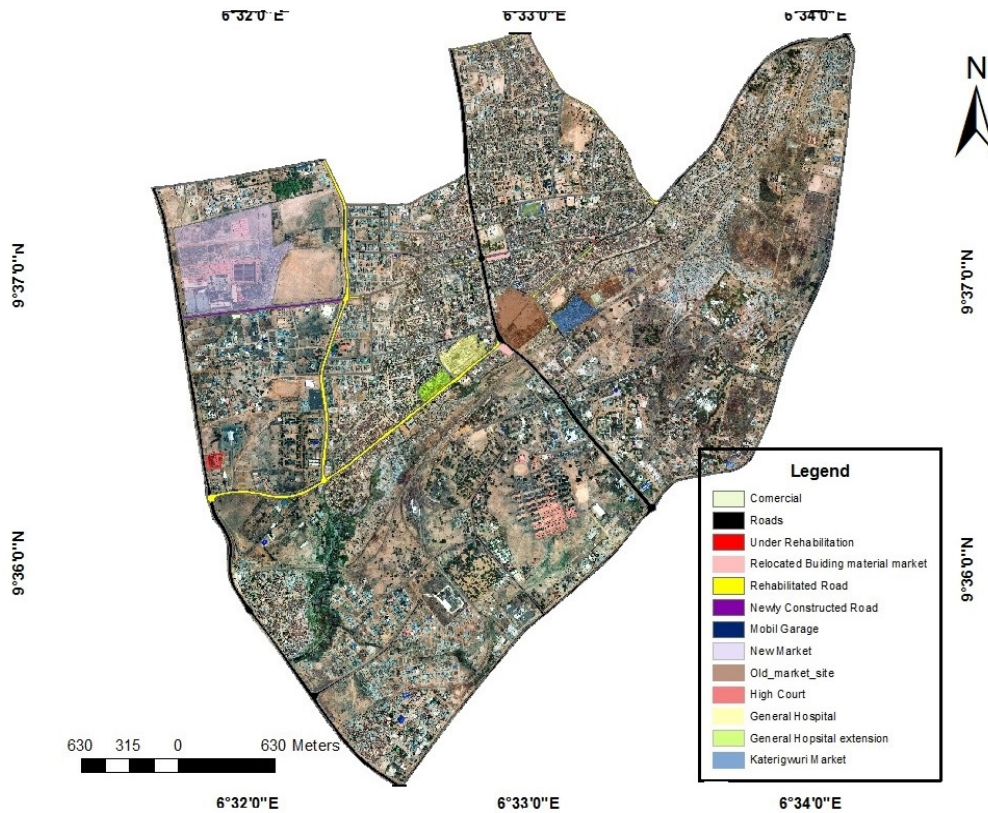 6°32'0"E 6°33'0"E 6°34'0"E
N
9°37'0"N
9°37'0"N
9°36'0"N
9°36'0"N
Legend
Comercial
Roads
Under Rehabilitation
Relocated Buiding material market
Rehabilitated Road
Newly Constructed Road
Mobil Garage
New Market
Old_market_site
High Court
General Hospital
General Hopsital extension
Katerigwuri Market
630 315 0 630 Meters
6°32'0"E 6°33'0"E 6°34'0"E